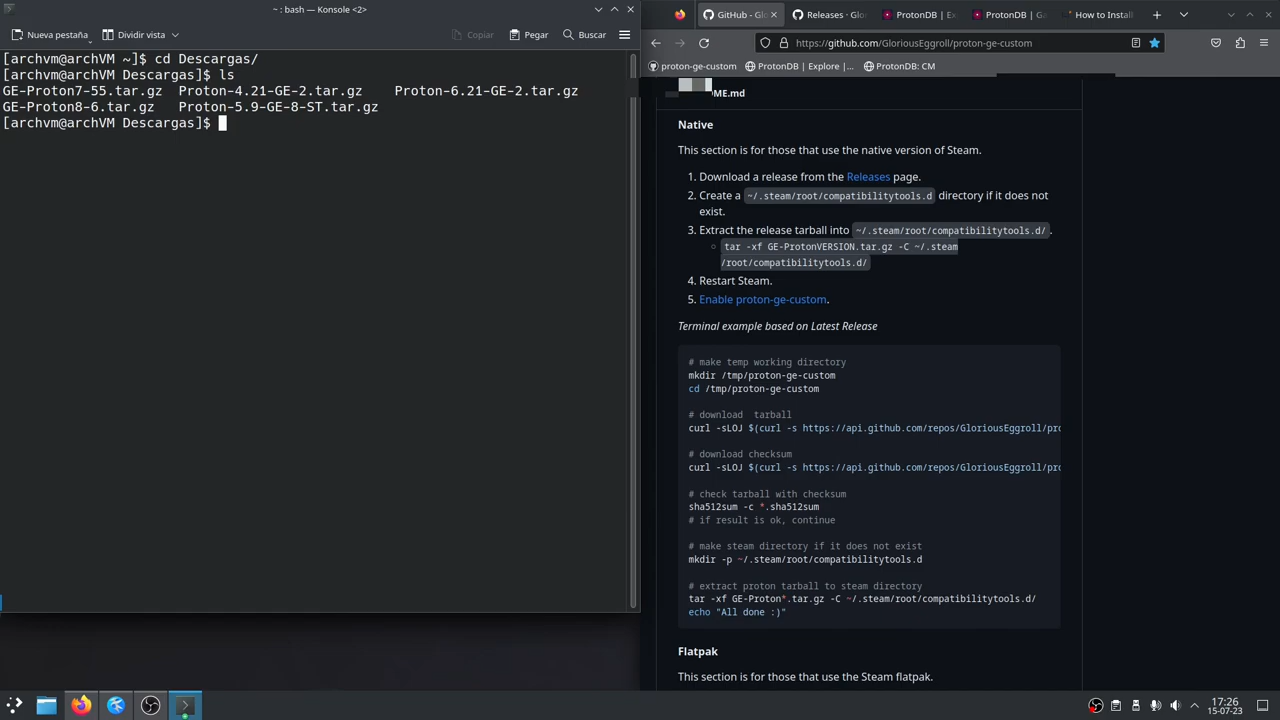 ~ : bash — Konsole <2>
Nueva pestaña
Dividir vista
Copiar
Pegar
Buscar
[archvm@archVM ~]$ cd Descargas/
[archvm@archVM Descargas]$ ls
GE-Proton7-55.tar.gz Proton-4.21-GE-2.tar.gz Proton-6.21-GE-2.tar.gz
GE-Proton8-6.tar.gz Proton-5.9-GE-8-ST.tar.gz
[archvm@archVM Descargas]$
GitHub - Glo
Releases · Glo
ProtonDB | Ex
ProtonDB | Ga
How to Install
https://github.com/GloriousEggroll/proton-ge-custom
proton-ge-custom
ProtonDB | Explore |...
ProtonDB: CM
ME.md
Native
This section is for those that use the native version of Steam.
1. Download a release from the Releases page.
2. Create a ~/.steam/root/compatibilitytools.d directory if it does not
exist.
3. Extract the release tarball into ~/.steam/root/compatibilitytools.d/ .
tar -xf GE-ProtonVERSION.tar.gz -C ~/.steam
/root/compatibilitytools.d/
4. Restart Steam.
5. Enable proton-ge-custom.
Terminal example based on Latest Release
# make temp working directory
mkdir /tmp/proton-ge-custom
cd /tmp/proton-ge-custom
# download  tarball
curl -sLOJ $(curl -s https://api.github.com/repos/GloriousEggroll/pro
# download checksum
curl -sLOJ $(curl -s https://api.github.com/repos/GloriousEggroll/pro
# check tarball with checksum
sha512sum -c *.sha512sum
# if result is ok, continue
# make steam directory if it does not exist
mkdir -p ~/.steam/root/compatibilitytools.d
# extract proton tarball to steam directory
tar -xf GE-Proton*.tar.gz -C ~/.steam/root/compatibilitytools.d/
echo "All done :)"
Flatpak
This section is for those that use the Steam flatpak.
17:26
15-07-23